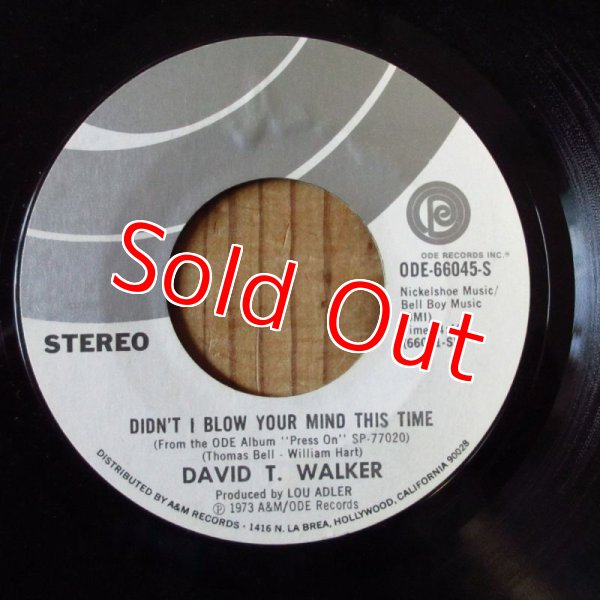 ODE RECORDS INC.®
ODE-66045-S
Nickelshoe Music/
Bell Boy Music
STEREO
Sold Out
DIDN'T I BLOW YOUR MIND THIS TIME
(From the ODE Album "Press On" SP-77020)
(Thomas Bell - William Hart)
DAVID T. WALKER
Produced by LOU ADLER
Ⓟ 1973 A&M/ODE Records
DISTRIBUTED BY A&M RECORDS · 1416 N. LA BREA, HOLLYWOOD, CALIFORNIA 90028